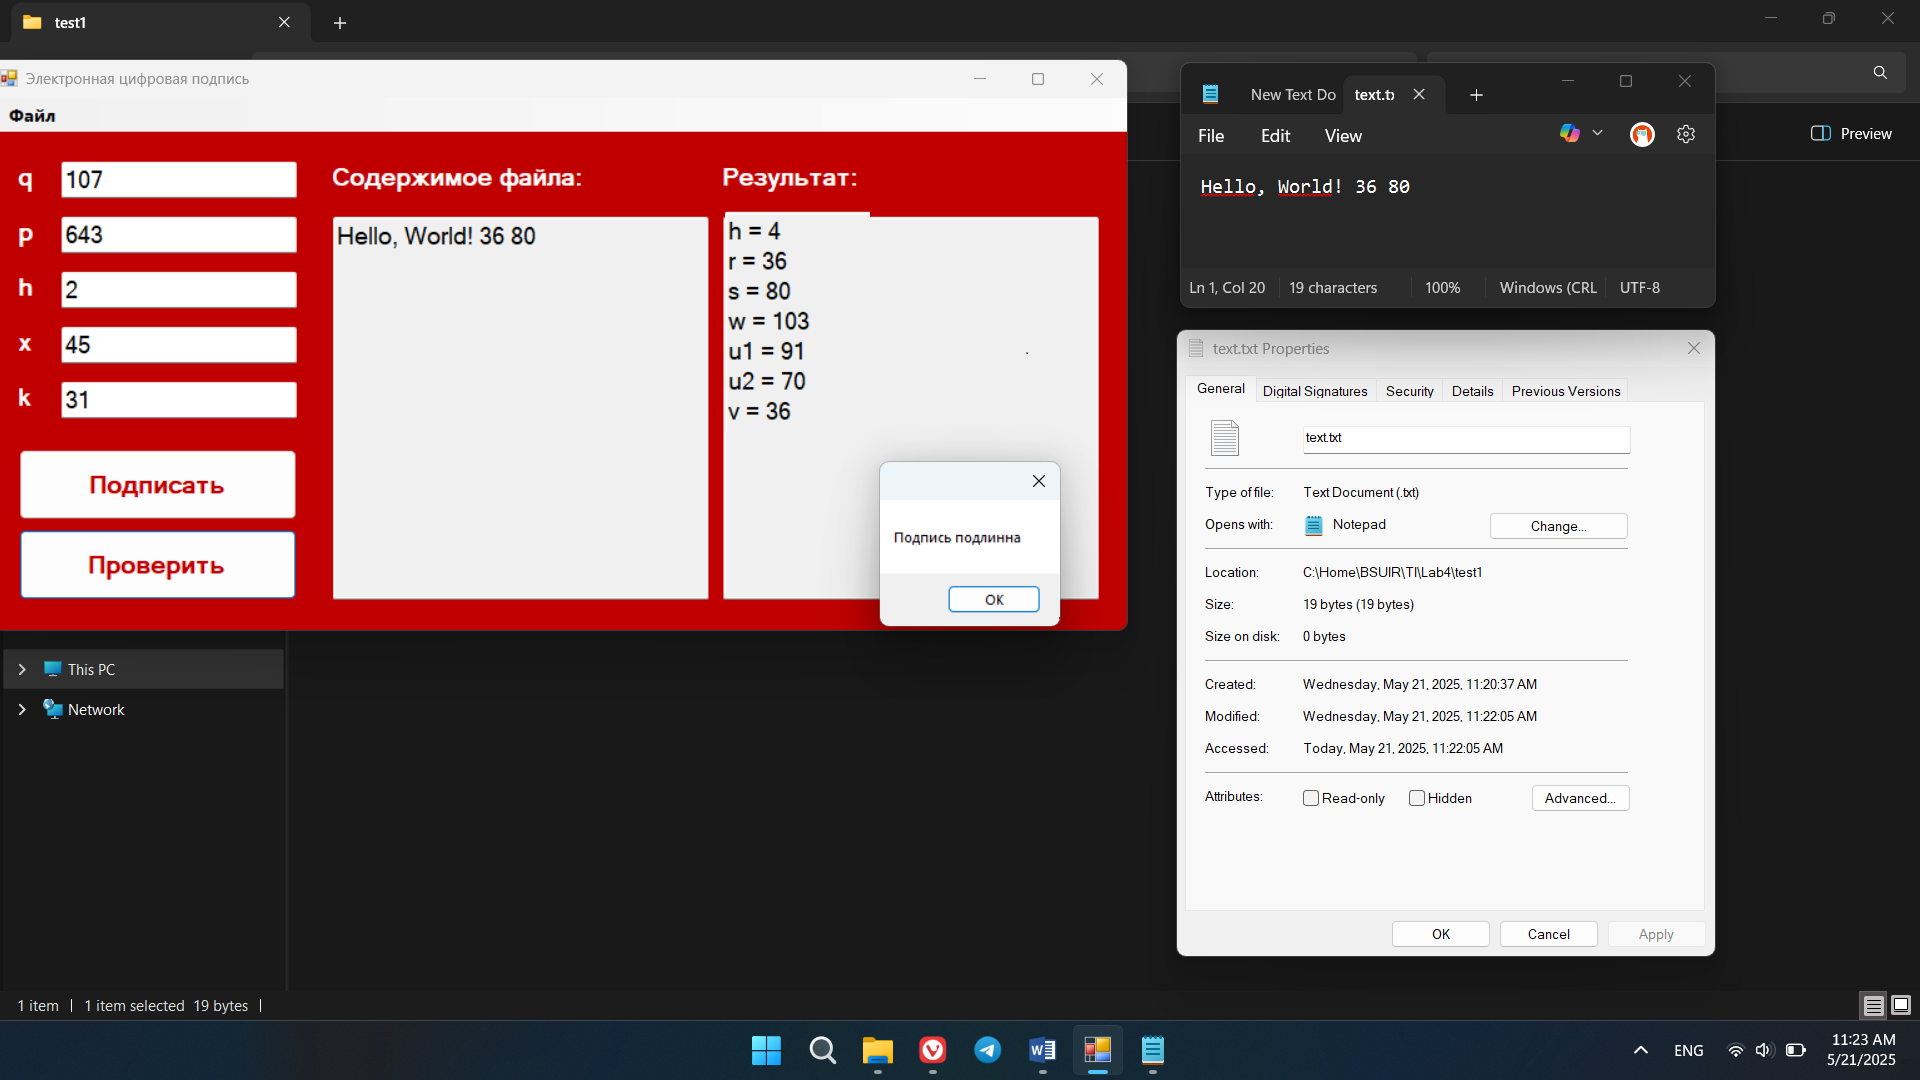 test1
Электронная цифровая подпись
Файл
q 107
p 643
h 2
x 45
k 31
Подписать
Проверить
Содержимое файла:
Hello, World! 36 80
Результат:
h = 4
r = 36
s = 80
w = 103
u1 = 91
u2 = 70
v = 36
Подпись подлинна
OK
New Text Do
text.t
File Edit View
Hello, World! 36 80
Ln 1, Col 20 19 characters 100% Windows (CRL UTF-8
Preview
text.txt Properties
General Digital Signatures Security Details Previous Versions
text.txt
Type of file: Text Document (.txt)
Opens with: Notepad Change...
Location: C:\Home\BSUIR\TI\Lab4\test1
Size: 19 bytes (19 bytes)
Size on disk: 0 bytes
Created: Wednesday, May 21, 2025, 11:20:37 AM
Modified: Wednesday, May 21, 2025, 11:22:05 AM
Accessed: Today, May 21, 2025, 11:22:05 AM
Attributes: Read-only Hidden Advanced...
OK Cancel Apply
This PC
Network
1 item 1 item selected 19 bytes
ENG
11:23 AM
5/21/2025